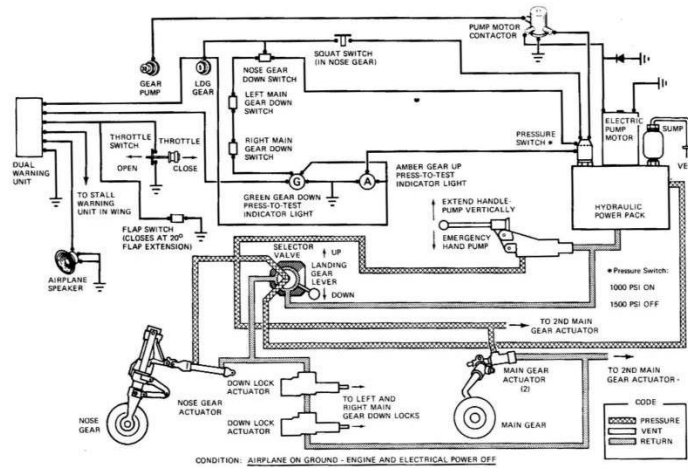 PUMP MOTOR
CONTACTOR
SQUAT SWITCH
(IN NOSE GEAR)
GEAR
PUMP
LDG
GEAR
NOSE GEAR
DOWN SWITCH
LEFT MAIN
GEAR DOWN
SWITCH
RIGHT MAIN
GEAR DOWN
SWITCH
PRESSURE
SWITCH *
ELECTRIC
PUMP
MOTOR
SUMP
DUAL
WARNING
UNIT
THROTTLE
SWITCH
THROTTLE
OPEN
CLOSE
AMBER GEAR UP
PRESS-TO-TEST
INDICATOR LIGHT
G
A
GREEN GEAR DOWN
PRESS-TO-TEST
INDICATOR LIGHT
TO STALL
WARNING
UNIT IN WING
FLAP SWITCH
(CLOSES AT 20°
FLAP EXTENSION)
AIRPLANE
SPEAKER
HYDRAULIC
POWER PACK
EXTEND HANDLE-
PUMP VERTICALLY
EMERGENCY
HAND PUMP
SELECTOR
VALVE
UP
LANDING
GEAR
LEVER
DOWN
*Pressure Switch:
1000 PSI ON
1500 PSI OFF
TO 2ND MAIN
GEAR ACTUATOR
TO 2ND MAIN
GEAR ACTUATOR-
NOSE
GEAR
NOSE GEAR
ACTUATOR
DOWN LOCK
ACTUATOR
DOWN LOCK
ACTUATOR
TO LEFT AND
RIGHT MAIN
GEAR DOWN LOCKS
MAIN GEAR
ACTUATOR
(2)
MAIN GEAR
CODE
PRESSURE
VENT
RETURN
CONDITION: AIRPLANE ON GROUND - ENGINE AND ELECTRICAL POWER OFF